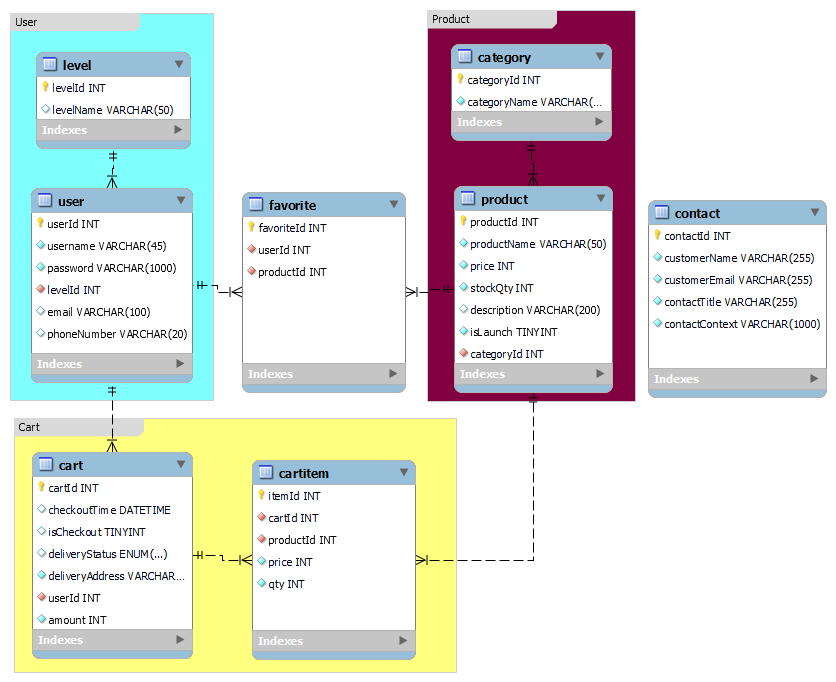 User
level
levelId INT
levelName VARCHAR(50)
Indexes
user
userId INT
username VARCHAR(45)
password VARCHAR(1000)
levelId INT
email VARCHAR(100)
phoneNumber VARCHAR(20)
Indexes
favorite
favoriteId INT
userId INT
productId INT
Indexes
Product
category
categoryId INT
categoryName VARCHAR(...
Indexes
product
productId INT
productName VARCHAR(50)
price INT
stockQty INT
description VARCHAR(200)
isLaunch TINYINT
categoryId INT
Indexes
contact
contactId INT
customerName VARCHAR(255)
customerEmail VARCHAR(255)
contactTitle VARCHAR(255)
contactContext VARCHAR(1000)
Indexes
Cart
cart
cartId INT
checkoutTime DATETIME
isCheckout TINYINT
deliveryStatus ENUM(...)
deliveryAddress VARCHAR...
userId INT
amount INT
Indexes
cartitem
itemId INT
cartId INT
productId INT
price INT
qty INT
Indexes